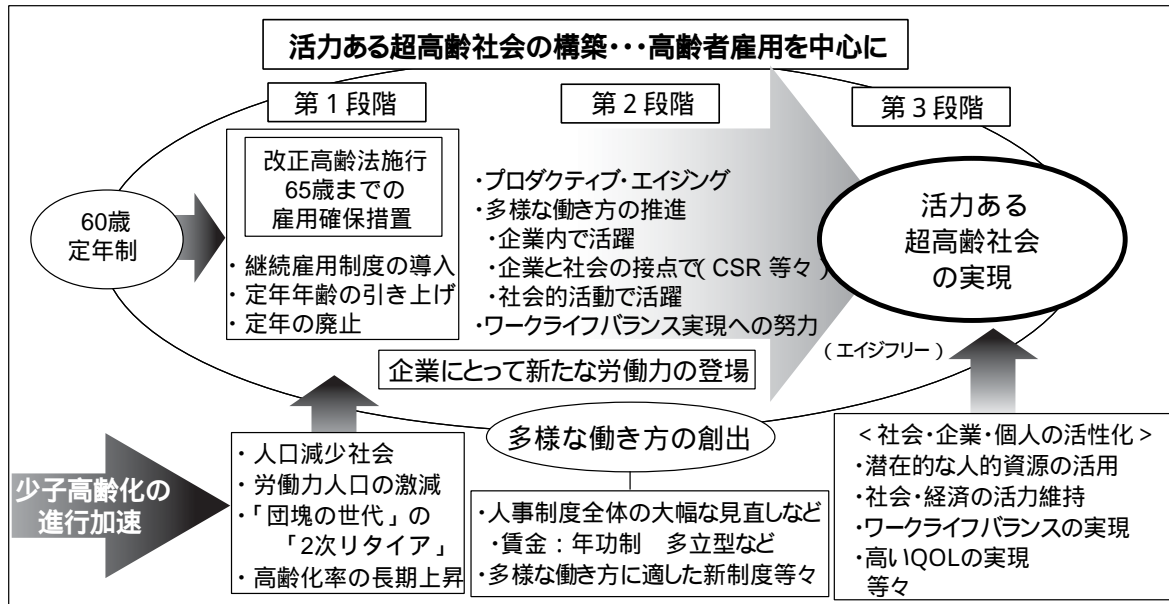 活力ある超高齢社会の構築･･･高齢者雇用を中心に
第１段階
第２段階
第３段階
60歳
定年制
改正高齢法施行
65歳までの
雇用確保措置
・継続雇用制度の導入
・定年年齢の引き上げ
・定年の廃止
・プロダクティブ・エイジング
・多様な働き方の推進
・企業内で活躍
・企業と社会の接点で（CSR 等々）
・社会的活動で活躍
・ワークライフバランス実現への努力
活力ある
超高齢社会
の実現
（エイジフリー）
企業にとって新たな労働力の登場
多様な働き方の創出
少子高齢化の
進行加速
・人口減少社会
・労働力人口の激減
・「団塊の世代」の
「2次リタイア」
・高齢化率の長期上昇
・人事制度全体の大幅な見直しなど
・賃金：年功制　多立型など
・多様な働き方に適した新制度等々
＜社会・企業・個人の活性化＞
・潜在的な人的資源の活用
・社会・経済の活力維持
・ワークライフバランスの実現
・高いQOLの実現
等々